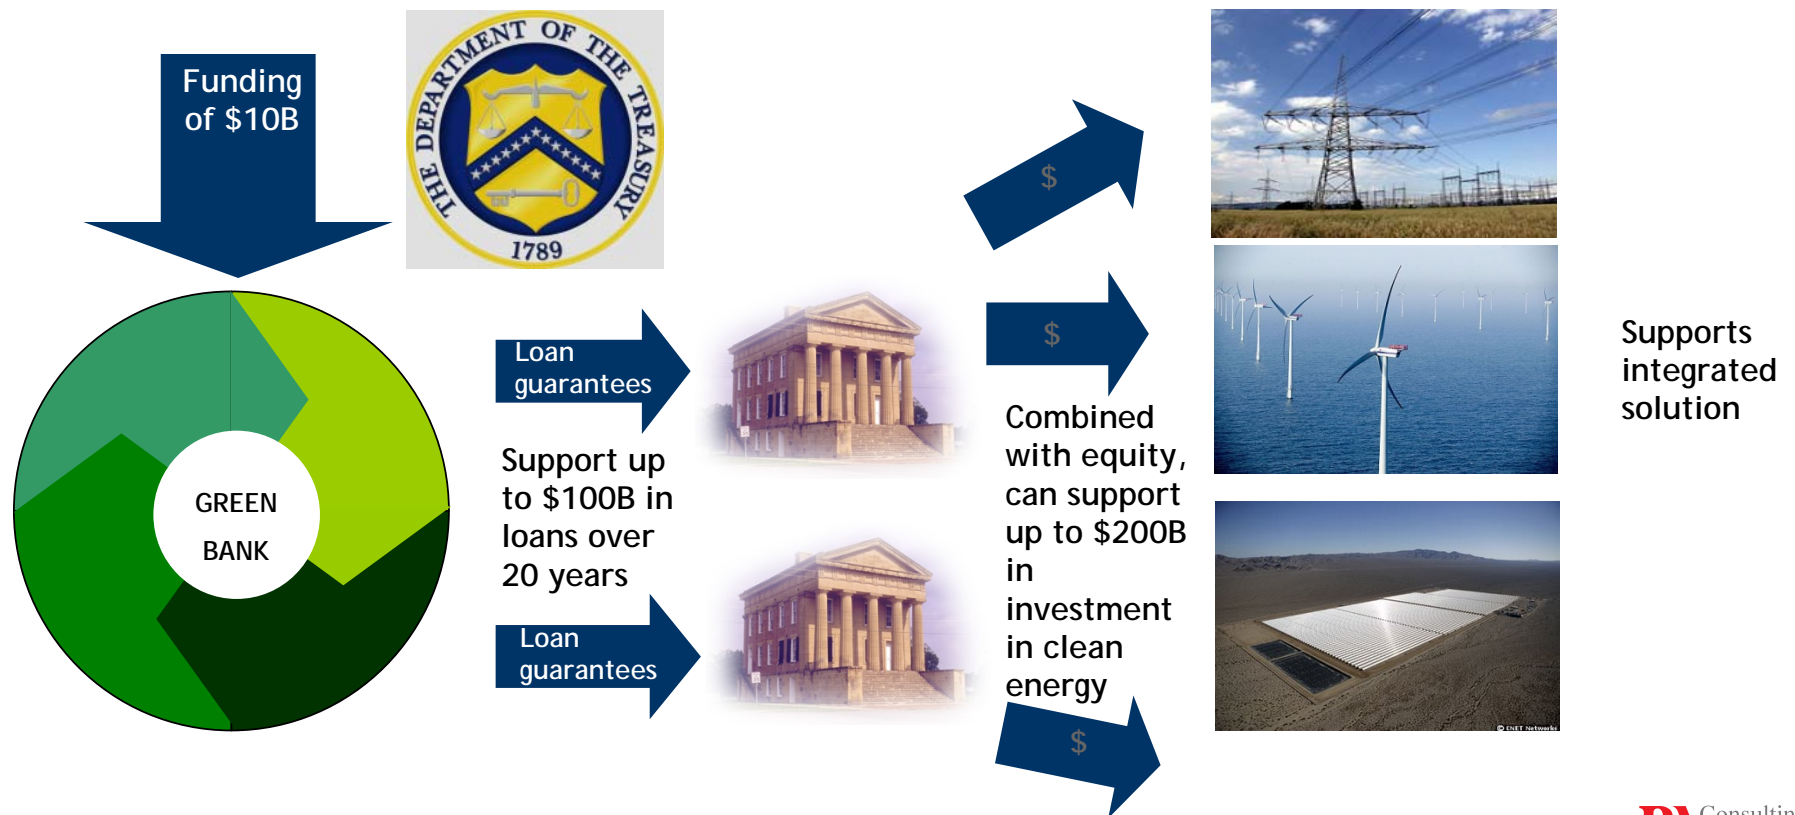 Funding
of $10B
THE DEPARTMENT OF THE TREASURY
1789
GREEN
BANK
Loan
guarantees
Support up
to $100B in
loans over
20 years
Loan
guarantees
$
$
Combined
with equity,
can support
up to $200B
in
investment
in clean
energy
$
© ENET Networks
Supports
integrated
solution